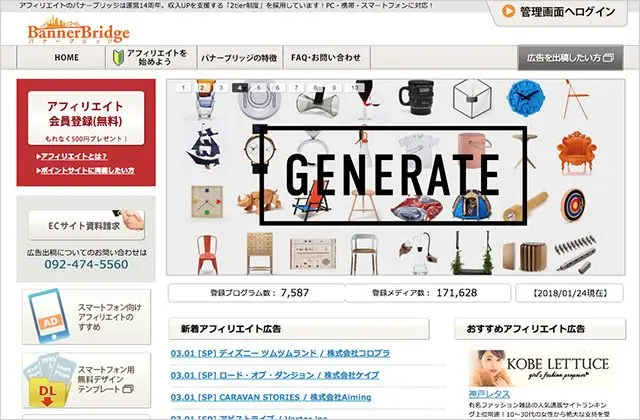 アフィリエイトのバナーブリッジは運営14周年。収入UPを支援する「2tier制度」を採用しています！PC・携帯・スマートフォンに対応！
管理画面へログイン
BannerBridge
バナーブリッジ
HOME
アフィリエイトを
始めよう
バナーブリッジの特徴
FAQ・お問い合わせ
広告を出稿したい方
アフィリエイト
会員登録(無料)
もれなく500円プレゼント！
アフィリエイトとは？
ポイントサイトに掲載したい方
1 2 3 4 5 6 7 8 9 10
GENERATE
ECサイト資料請求
広告出稿についてのお問い合わせは
092-474-5560
登録プログラム数： 7,587
登録メディア数： 171,628
【2018/01/24現在】
スマートフォン向け
アフィリエイトの
すすめ
AD
スマートフォン用
無料デザイン
テンプレート
DL
新着アフィリエイト広告
03.01 [SP] ディズニー ツムツムランド / 株式会社コロプラ
03.01 [SP] ロード・オブ・ダンジョン / 株式会社ケイブ
03.01 [SP] CARAVAN STORIES / 株式会社Aiming
おすすめアフィリエイト広告
KOBE LETTUCE
girl's fashion progress
神戸レタス
有名ファッション雑誌の人気通販サイトランキン
グ上位常連！10～30代の女性から絶大な支持を受